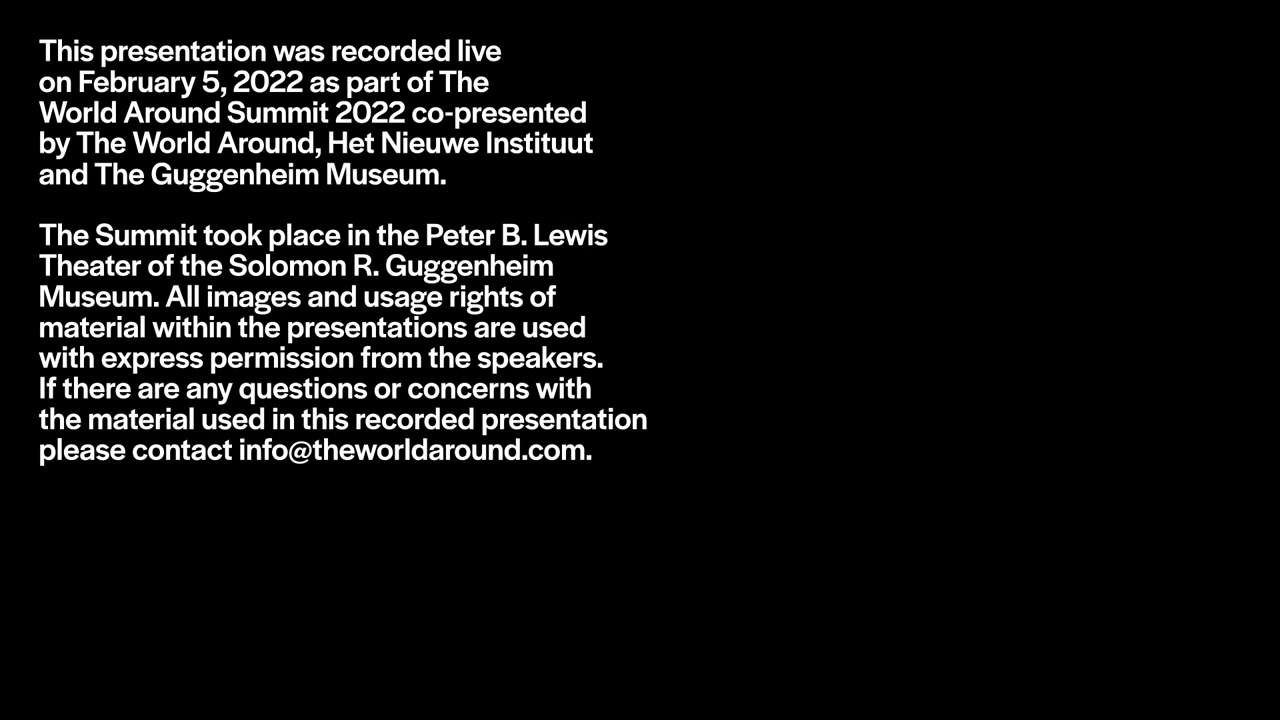 This presentation was recorded live
on February 5, 2022 as part of The
World Around Summit 2022 co-presented
by The World Around, Het Nieuwe Instituut
and The Guggenheim Museum.
The Summit took place in the Peter B. Lewis
Theater of the Solomon R. Guggenheim
Museum. All images and usage rights of
material within the presentations are used
with express permission from the speakers.
If there are any questions or concerns with
the material used in this recorded presentation
please contact info@theworldaround.com.